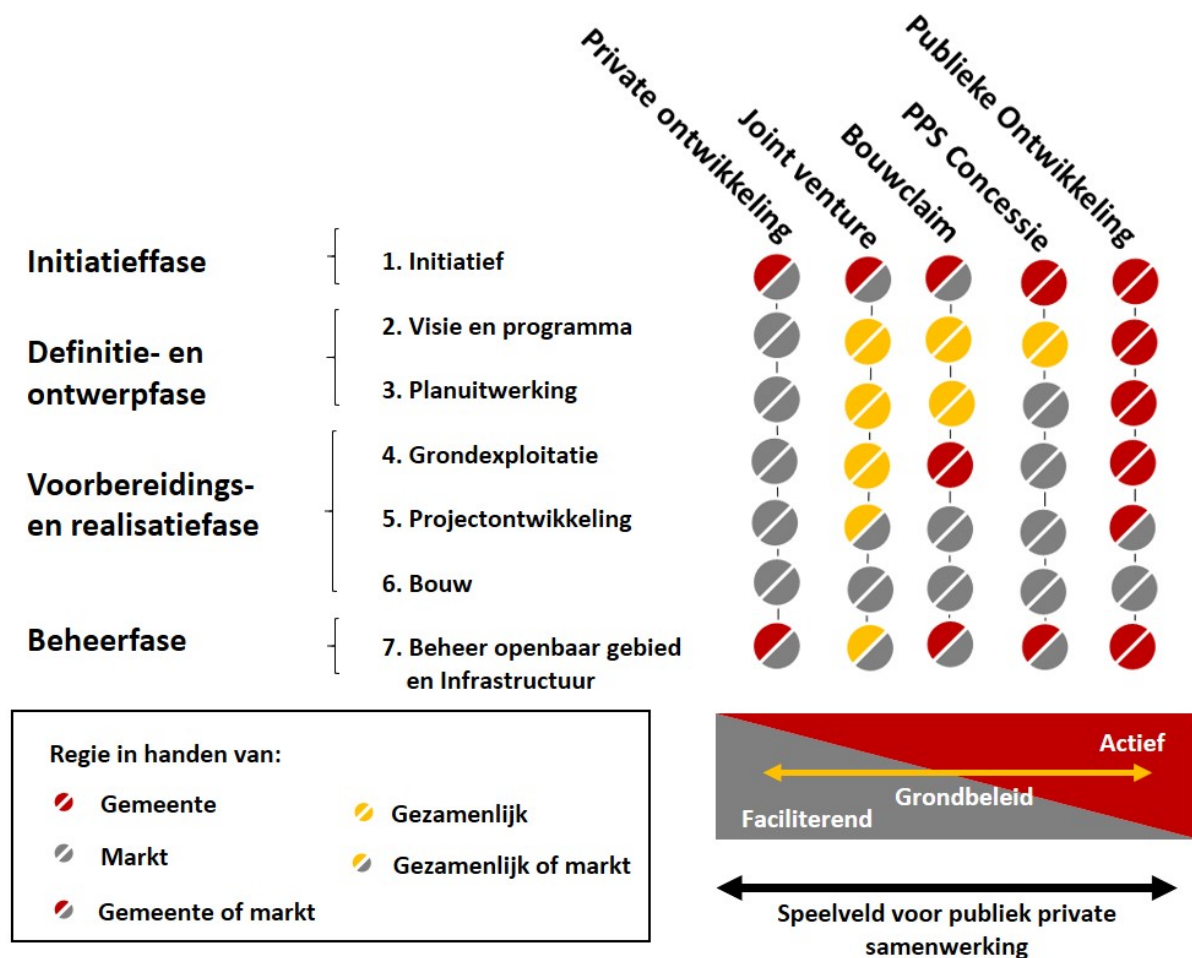 Private ontwikkeling
Joint venture
Bouwclaim
PPS Concessie
Publieke Ontwikkeling
Initiatieffase
1. Initiatief
Definitie- en
ontwerpfase
2. Visie en programma
3. Planuitwerking
Voorbereidings-
en realisatiefase
4. Grondexploitatie
5. Projectontwikkeling
6. Bouw
Beheerfase
7. Beheer openbaar gebied
en Infrastructuur
Regie in handen van:
Gemeente
Markt
Gemeente of markt
Gezamenlijk
Gezamenlijk of markt
Actief
Grondbeleid
Faciliterend
Speelveld voor publiek private
samenwerking